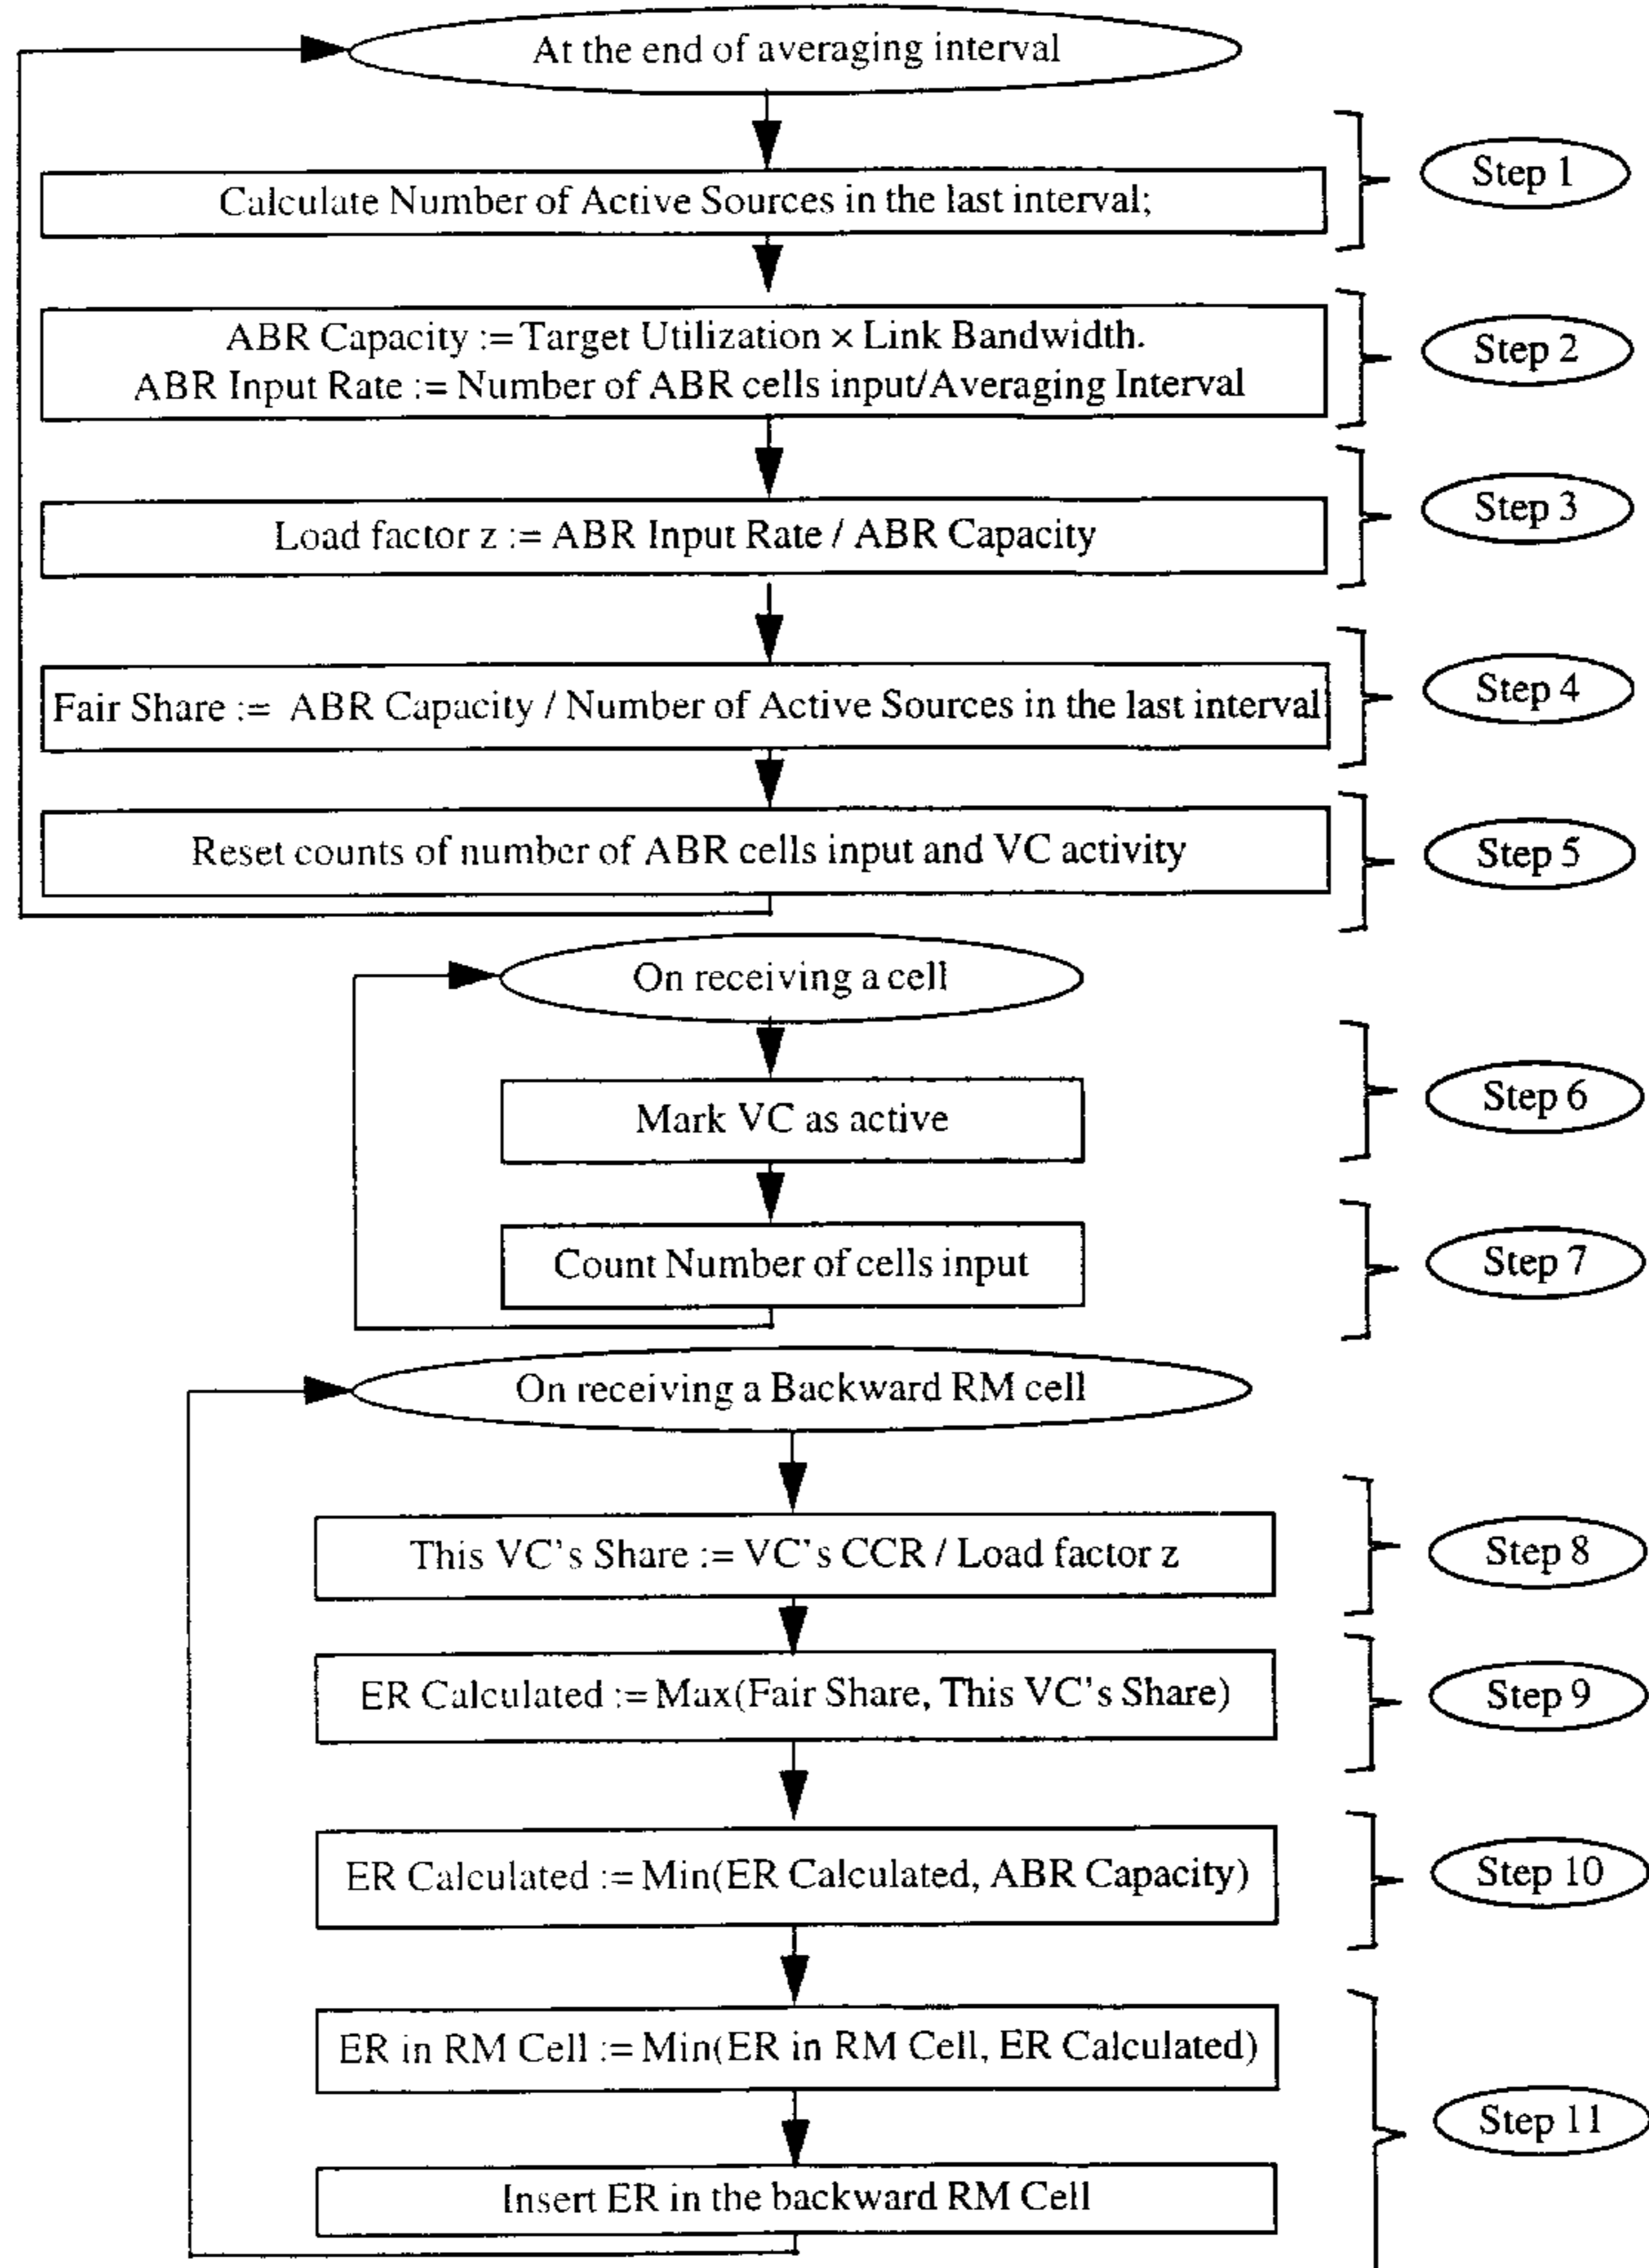 At the end of averaging interval
Calculate Number of Active Sources in the last interval;
Step 1
ABR Capacity := Target Utilization × Link Bandwidth.
ABR Input Rate := Number of ABR cells input/Averaging Interval
Step 2
Load factor z := ABR Input Rate / ABR Capacity
Step 3
Fair Share := ABR Capacity / Number of Active Sources in the last interval
Step 4
Reset counts of number of ABR cells input and VC activity
Step 5
On receiving a cell
Mark VC as active
Step 6
Count Number of cells input
Step 7
On receiving a Backward RM cell
This VC's Share := VC's CCR / Load factor z
Step 8
ER Calculated := Max(Fair Share, This VC's Share)
Step 9
ER Calculated := Min(ER Calculated, ABR Capacity)
Step 10
ER in RM Cell := Min(ER in RM Cell, ER Calculated)
Step 11
Insert ER in the backward RM Cell